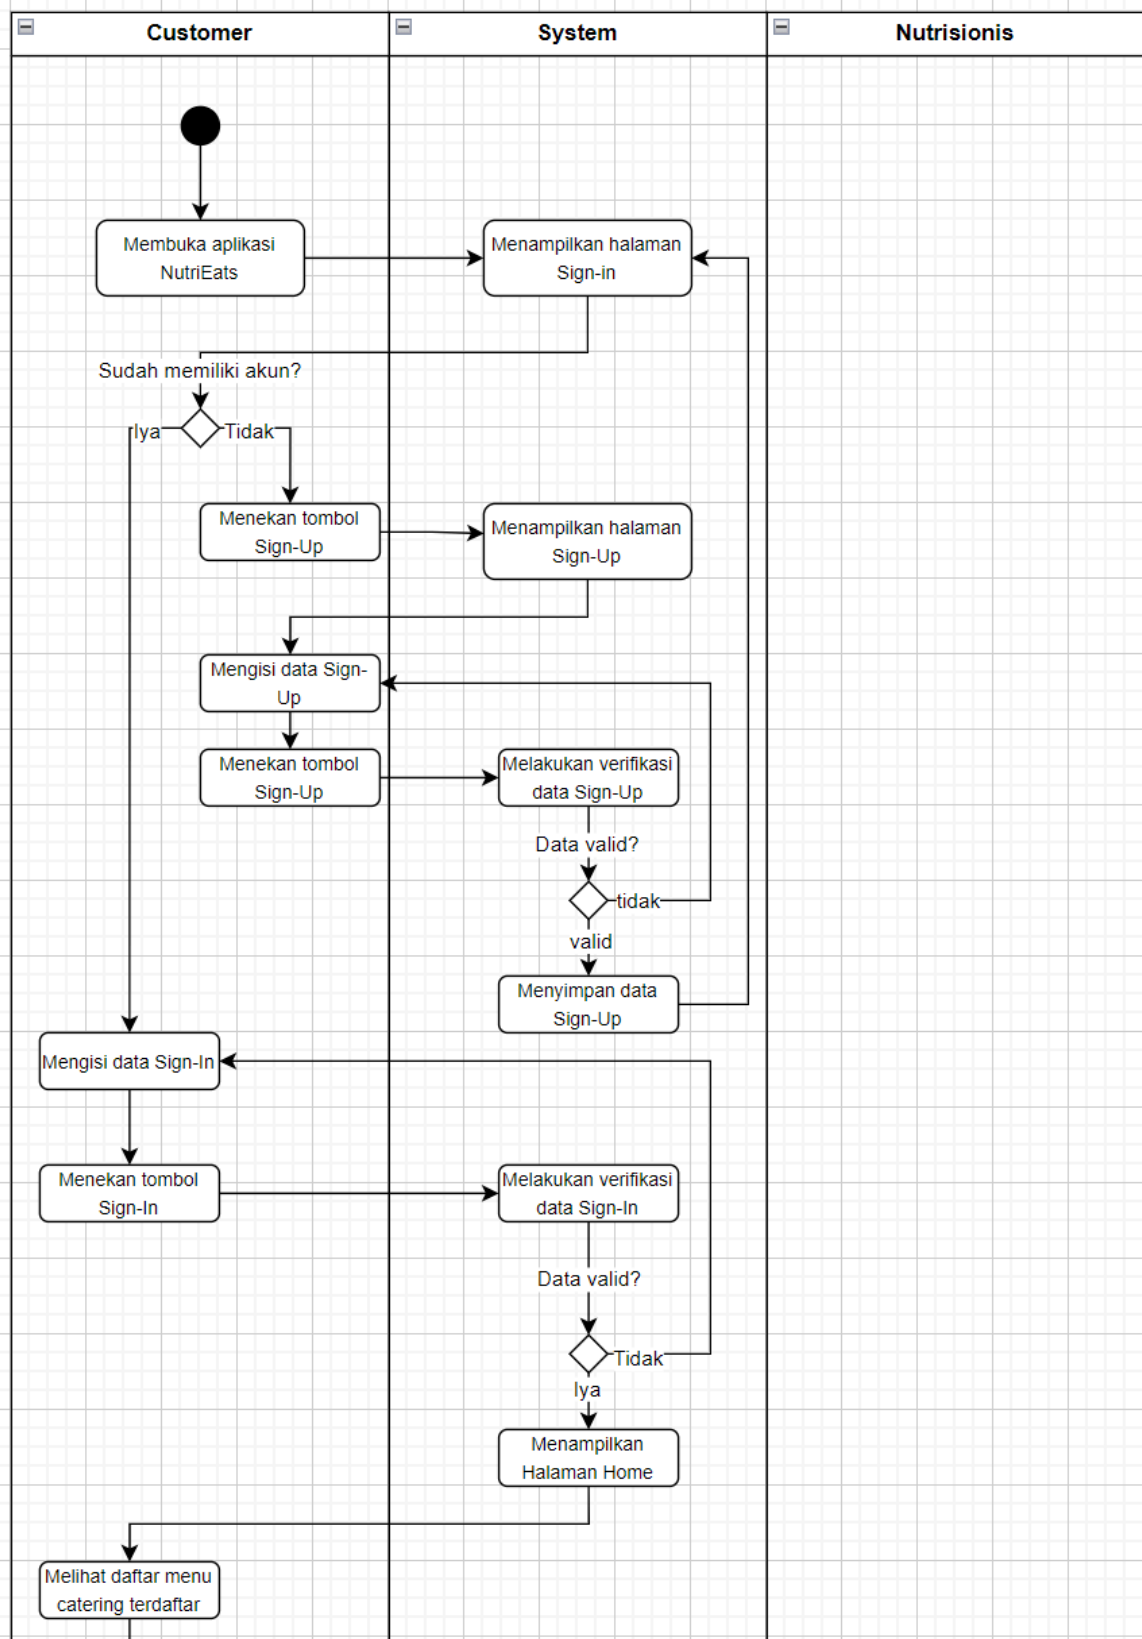 Customer
System
Nutrisionis
Membuka aplikasi
NutriEats
Menampilkan halaman
Sign-in
Sudah memiliki akun?
Iya
Tidak
Menekan tombol
Sign-Up
Menampilkan halaman
Sign-Up
Mengisi data Sign-
Up
Menekan tombol
Sign-Up
Melakukan verifikasi
data Sign-Up
Data valid?
tidak
valid
Menyimpan data
Sign-Up
Mengisi data Sign-In
Menekan tombol
Sign-In
Melakukan verifikasi
data Sign-In
Data valid?
Tidak
Iya
Menampilkan
Halaman Home
Melihat daftar menu
catering terdaftar